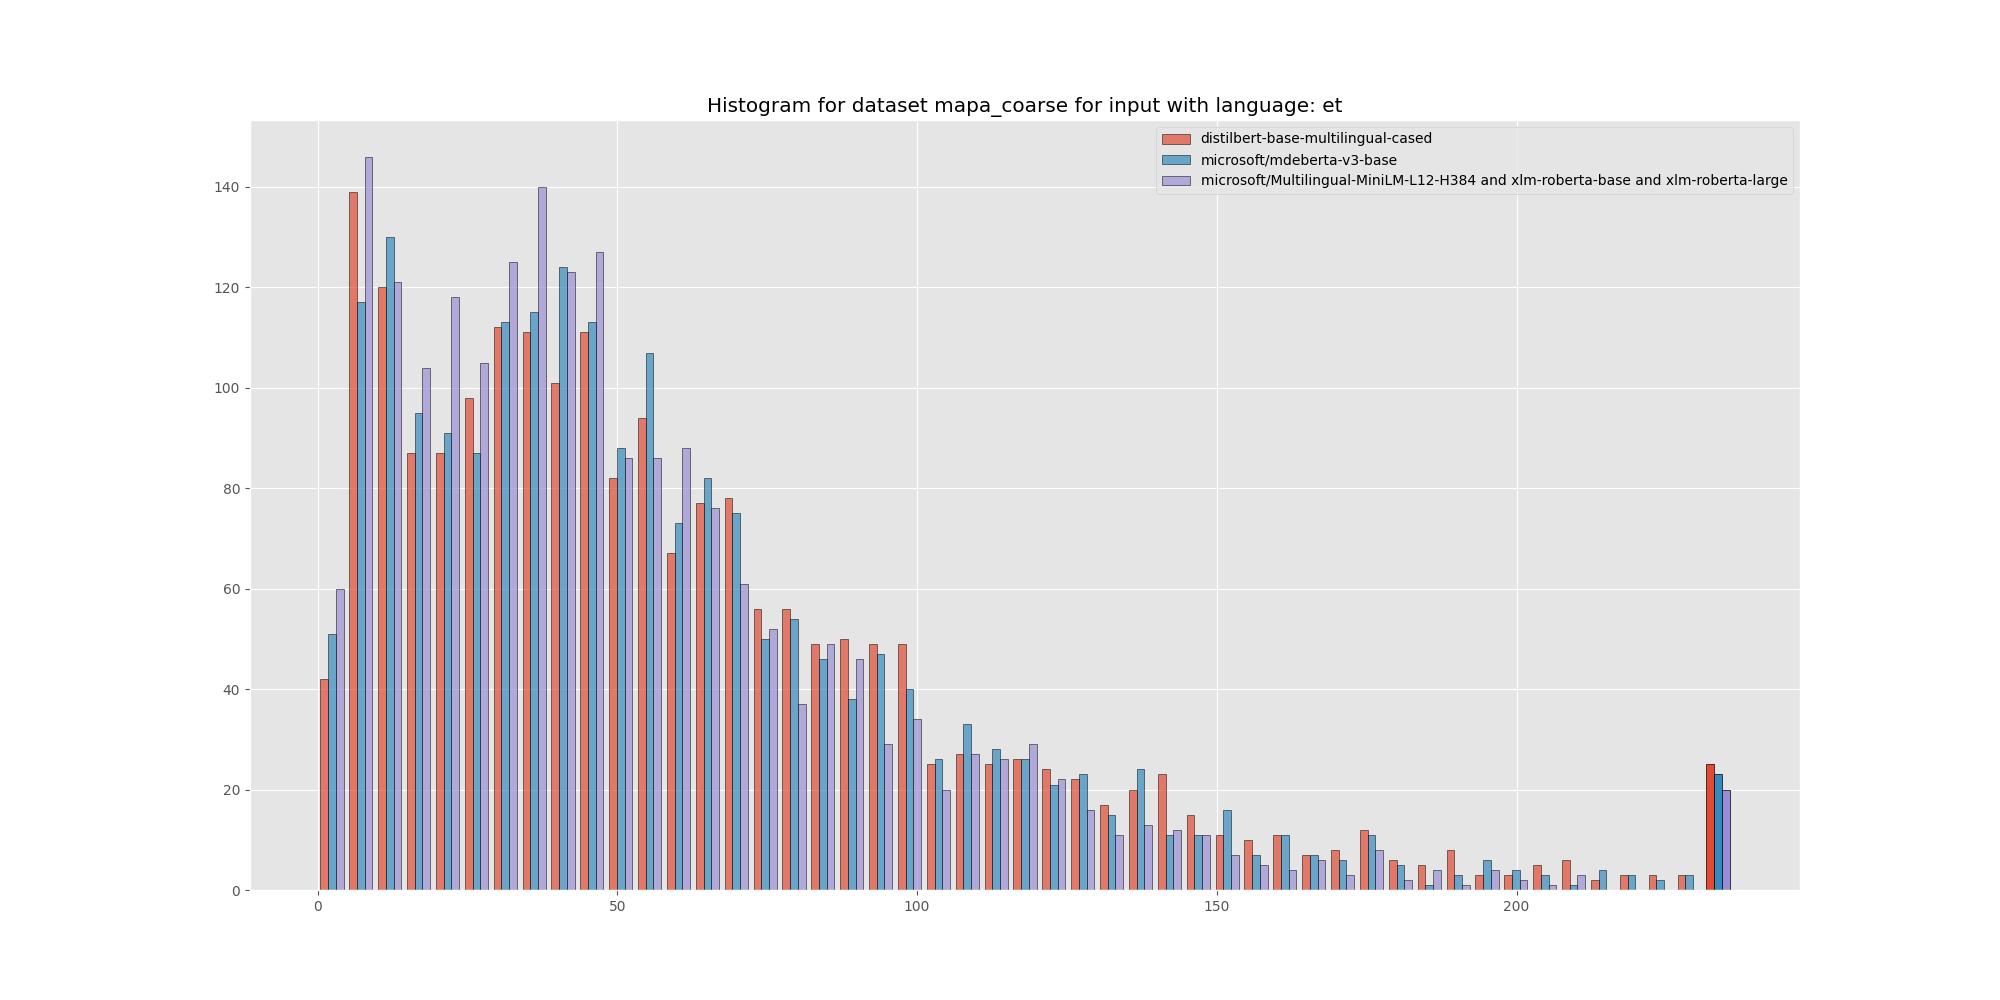 Histogram for dataset mapa_coarse for input with language: et
distilbert-base-multilingual-cased
microsoft/mdeberta-v3-base
microsoft/Multilingual-MiniLM-L12-H384 and xlm-roberta-base and xlm-roberta-large
140
120
100
80
60
40
20
0
0 50 100 150 200